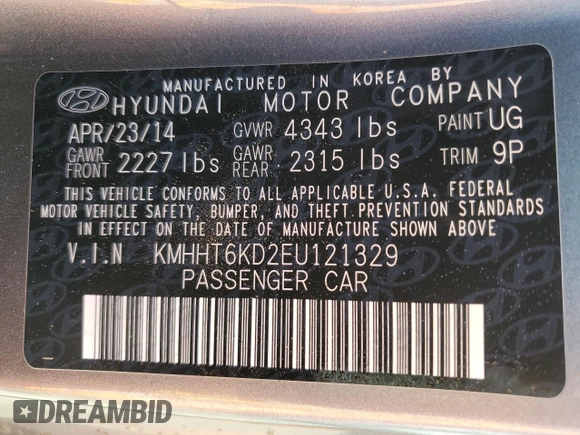 MANUFACTURED IN KOREA BY
HYUNDAI MOTOR COMPANY
APR/23/14 GVWR 4343 lbs PAINT UG
GAWR FRONT 2227 lbs GAWR REAR 2315 lbs TRIM 9P
THIS VEHICLE CONFORMS TO ALL APPLICABLE U.S.A. FEDERAL
MOTOR VEHICLE SAFETY, BUMPER, AND THEFT PREVENTION STANDARDS
IN EFFECT ON THE DATE OF MANUFACTURE SHOWN ABOVE
V.I.N KMHHT6KD2EU121329
PASSENGER CAR
DREAMBID